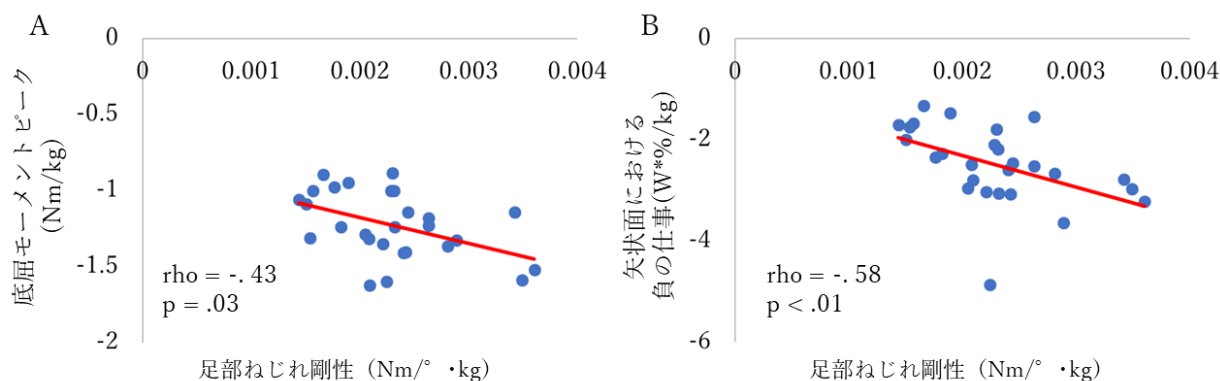 A
0
0
0.001
0.002
0.003
0.004
-0.5
-1
-1.5
-2
底屈モーメントピーク
(Nm/kg)
rho = -. 43
p = .03
足部ねじれ剛性（Nm/° ・kg）
B
0
0
0.001
0.002
0.003
0.004
-2
-4
-6
矢状面における
負の仕事(W*%/kg)
rho = -. 58
p < .01
足部ねじれ剛性（Nm/° ・kg）